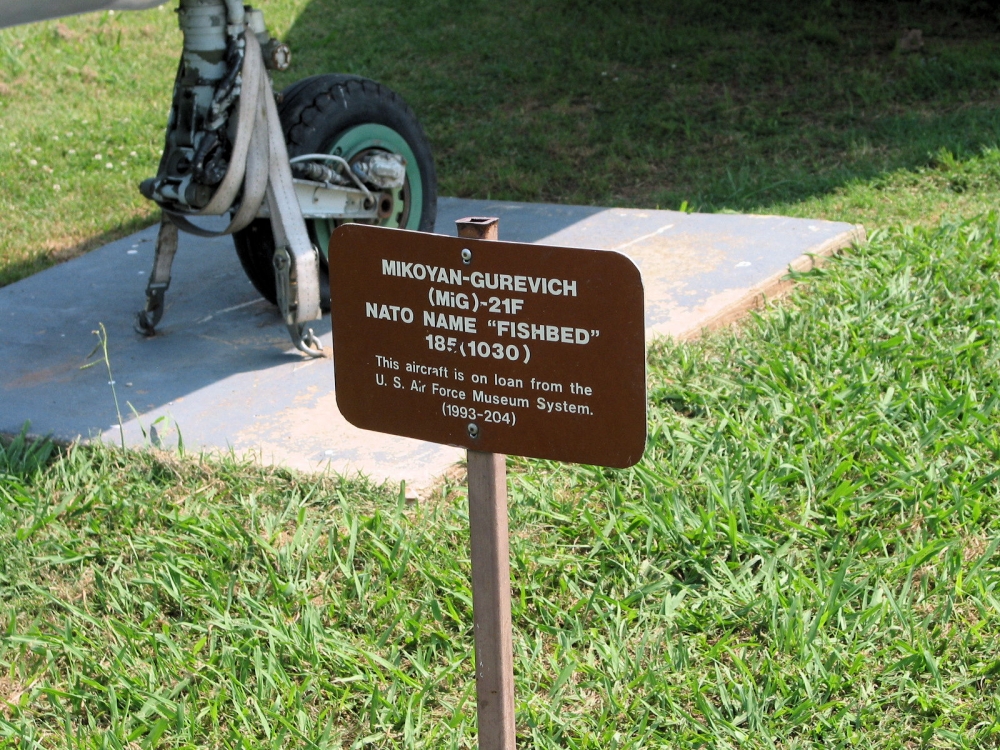 MIKOYAN-GUREVICH
(MiG)-21F
NATO NAME "FISHBED"
185(1030)
This aircraft is on loan from the
U. S. Air Force Museum System.
(1993-204)